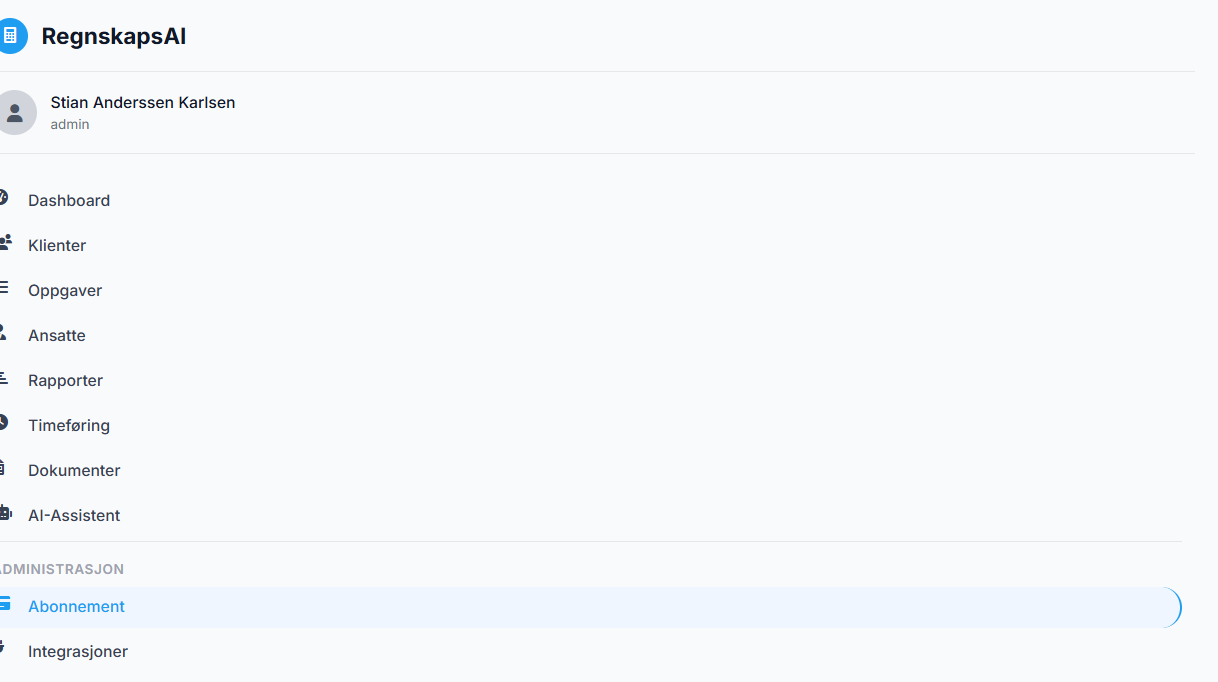 RegnskapsAI
Stian Anderssen Karlsen
admin
Dashboard
Klienter
Oppgaver
Ansatte
Rapporter
Timeføring
Dokumenter
AI-Assistent
ADMINISTRASJON
Abonnement
Integrasjoner